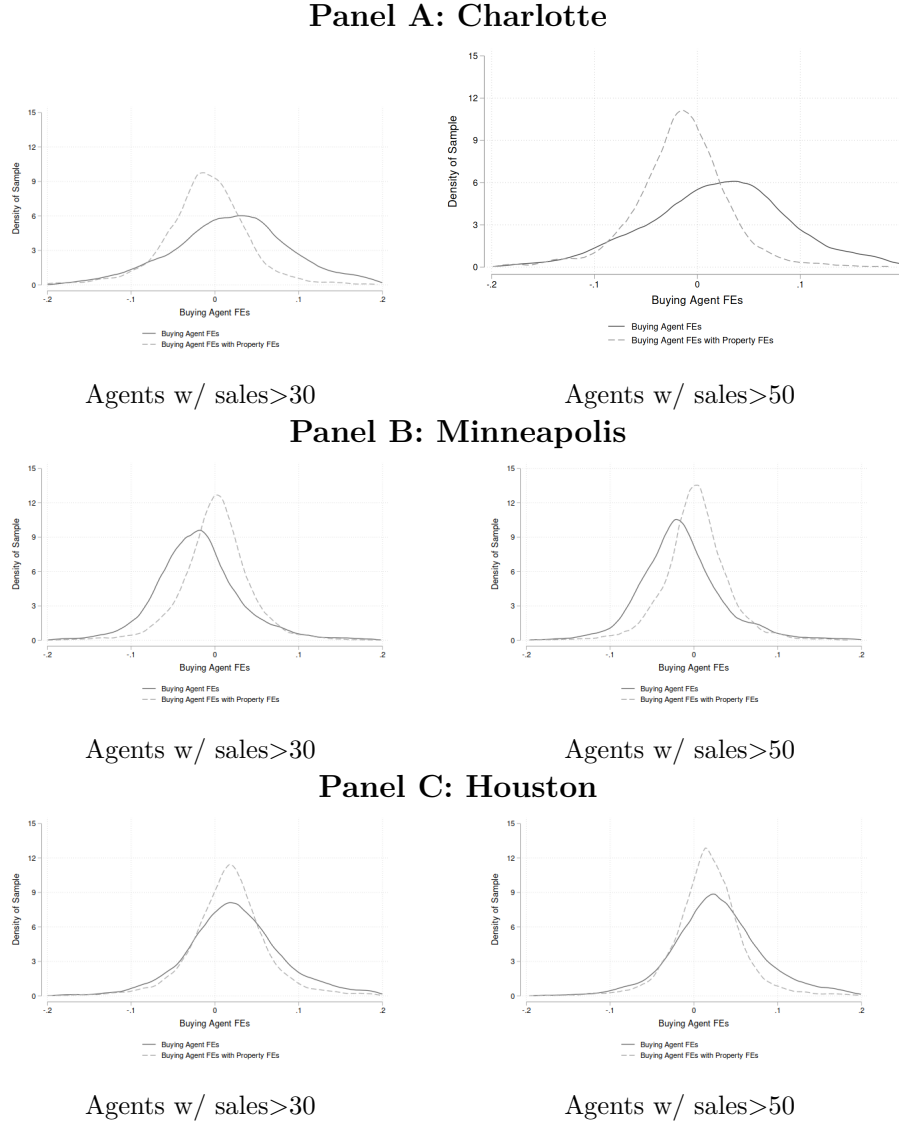 Panel A: Charlotte
15
12
9
6
3
0
Density of Sample
-.2
-.1
0
.1
.2
Buying Agent FEs
Buying Agent FEs
Buying Agent FEs with Property FEs
15
12
9
6
3
0
Density of Sample
-.2
-.1
0
.1
Buying Agent FEs
Buying Agent FEs
Buying Agent FEs with Property FEs
Agents w/ sales>30
Agents w/ sales>50
Panel B: Minneapolis
15
12
9
6
3
0
Density of Sample
-.2
-.1
0
.1
.2
Buying Agent FEs
Buying Agent FEs
Buying Agent FEs with Property FEs
15
12
9
6
3
0
Density of Sample
-.2
-.1
0
.1
.2
Buying Agent FEs
Buying Agent FEs
Buying Agent FEs with Property FEs
Agents w/ sales>30
Agents w/ sales>50
Panel C: Houston
15
12
9
6
3
0
Density of Sample
-.2
-.1
0
.1
.2
Buying Agent FEs
Buying Agent FEs
Buying Agent FEs with Property FEs
15
12
9
6
3
0
Density of Sample
-.2
-.1
0
.1
.2
Buying Agent FEs
Buying Agent FEs
Buying Agent FEs with Property FEs
Agents w/ sales>30
Agents w/ sales>50